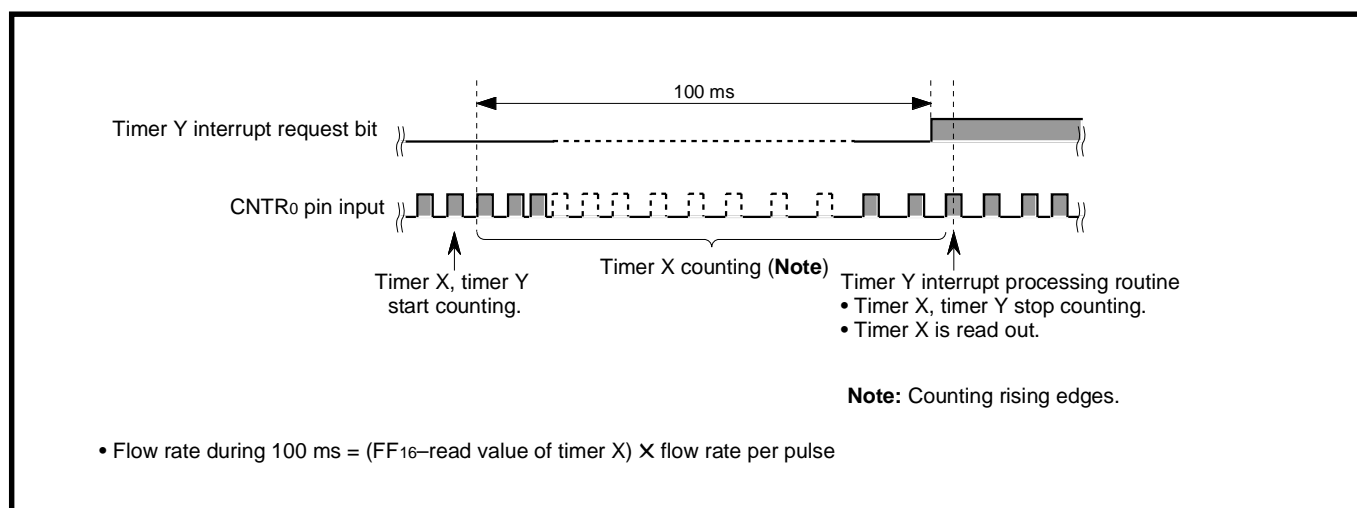 100 ms
Timer Y interrupt request bit
CNTR0 pin input
Timer X counting (Note)
Timer X, timer Y
start counting.
Timer Y interrupt processing routine
• Timer X, timer Y stop counting.
• Timer X is read out.
Note: Counting rising edges.
• Flow rate during 100 ms = (FF16–read value of timer X) × flow rate per pulse